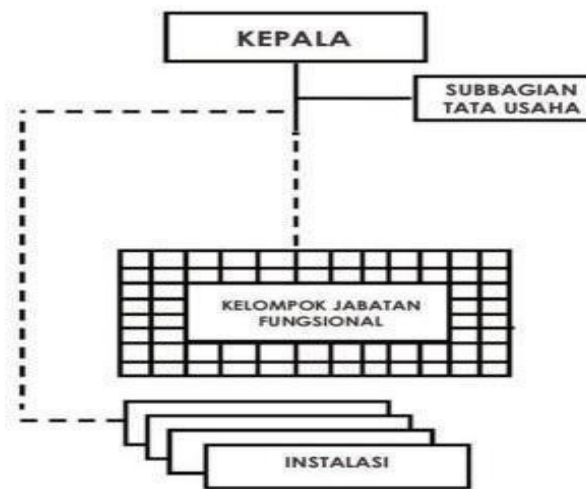 KEPALA
SUBBAGIAN
TATA USAHA
KELOMPOK JABATAN
FUNGSIONAL
INSTALASI